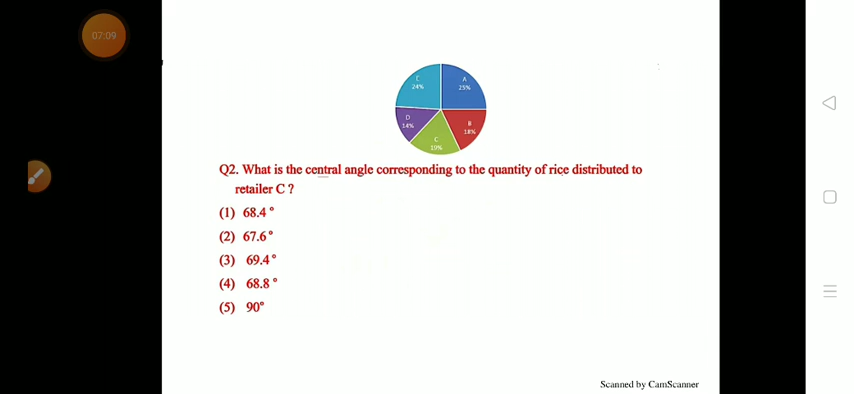 07:09
E
24%
A
25%
D
14%
B
18%
C
19%
Q2. What is the central angle corresponding to the quantity of rice distributed to
retailer C ?
(1) 68.4 °
(2) 67.6 °
(3) 69.4 °
(4) 68.8 °
(5) 90°
Scanned by CamScanner